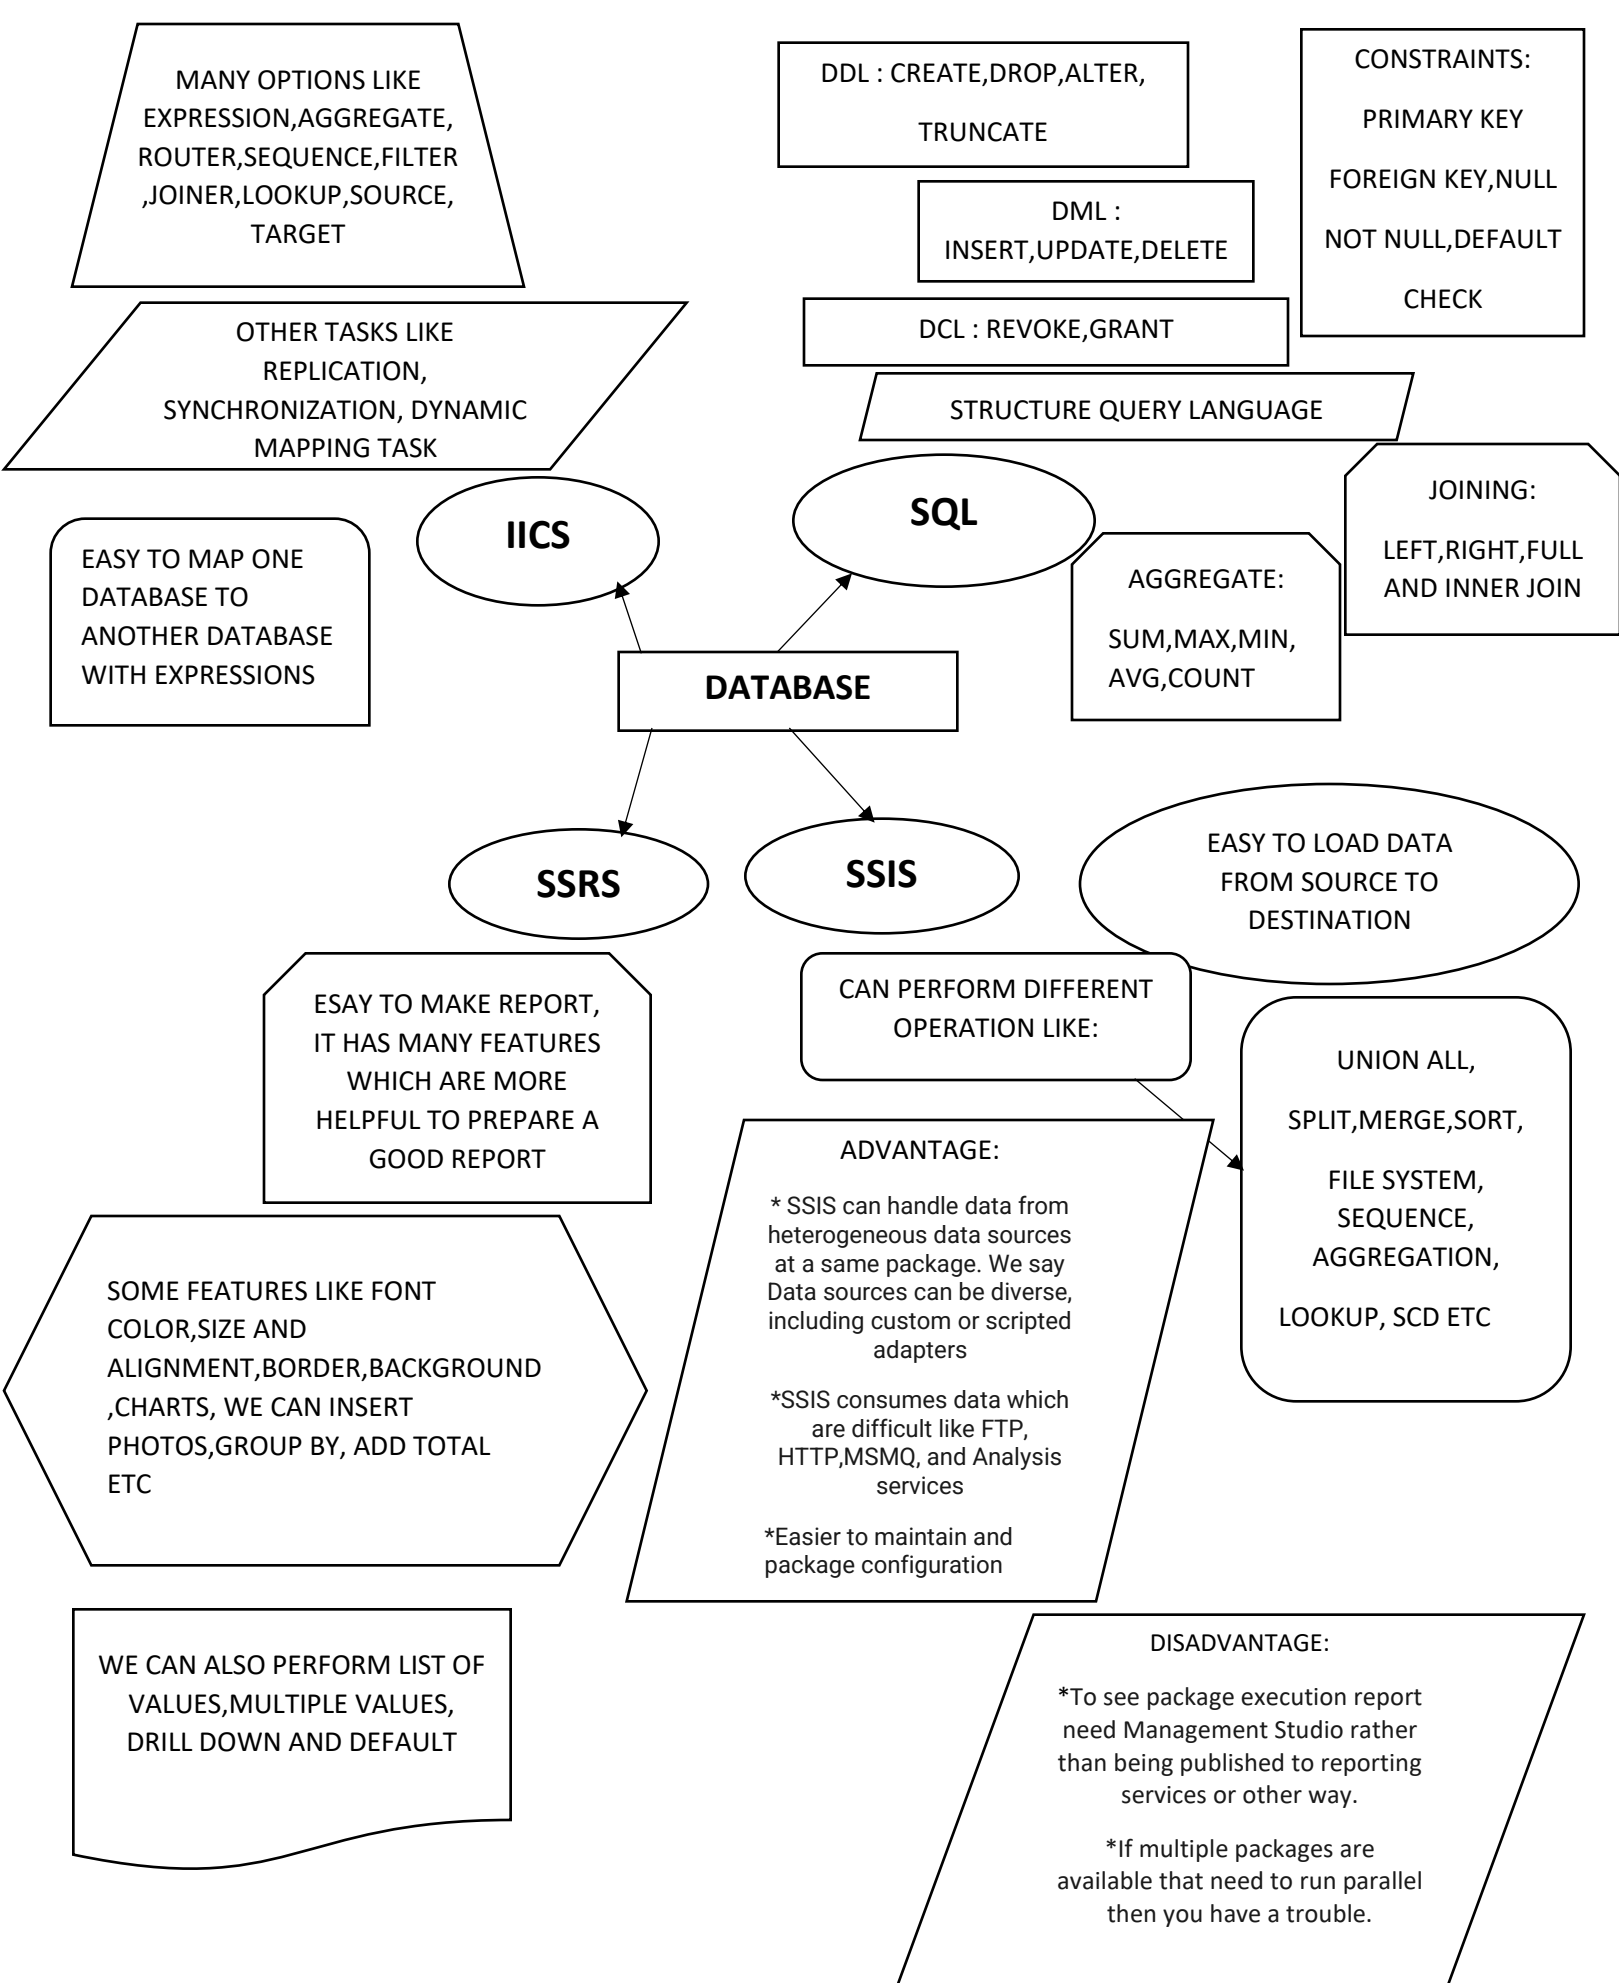 MANY OPTIONS LIKE
EXPRESSION,AGGREGATE,
ROUTER,SEQUENCE,FILTER
,JOINER,LOOKUP,SOURCE,
TARGET
OTHER TASKS LIKE
REPLICATION,
SYNCHRONIZATION, DYNAMIC
MAPPING TASK
EASY TO MAP ONE
DATABASE TO
ANOTHER DATABASE
WITH EXPRESSIONS
IICS
DDL : CREATE,DROP,ALTER,
TRUNCATE
DML :
INSERT,UPDATE,DELETE
DCL : REVOKE,GRANT
STRUCTURE QUERY LANGUAGE
CONSTRAINTS:
PRIMARY KEY
FOREIGN KEY,NULL
NOT NULL,DEFAULT
CHECK
SQL
JOINING:
LEFT,RIGHT,FULL
AND INNER JOIN
AGGREGATE:
SUM,MAX,MIN,
AVG,COUNT
DATABASE
SSRS
SSIS
EASY TO LOAD DATA
FROM SOURCE TO
DESTINATION
ESAY TO MAKE REPORT,
IT HAS MANY FEATURES
WHICH ARE MORE
HELPFUL TO PREPARE A
GOOD REPORT
CAN PERFORM DIFFERENT
OPERATION LIKE:
UNION ALL,
SPLIT,MERGE,SORT,
FILE SYSTEM,
SEQUENCE,
AGGREGATION,
LOOKUP, SCD ETC
SOME FEATURES LIKE FONT
COLOR,SIZE AND
ALIGNMENT,BORDER,BACKGROUND
,CHARTS, WE CAN INSERT
PHOTOS,GROUP BY, ADD TOTAL
ETC
ADVANTAGE:
* SSIS can handle data from
heterogeneous data sources
at a same package. We say
Data sources can be diverse,
including custom or scripted
adapters
*SSIS consumes data which
are difficult like FTP,
HTTP,MSMQ, and Analysis
services
*Easier to maintain and
package configuration
WE CAN ALSO PERFORM LIST OF
VALUES,MULTIPLE VALUES,
DRILL DOWN AND DEFAULT
DISADVANTAGE:
*To see package execution report
need Management Studio rather
than being published to reporting
services or other way.
*If multiple packages are
available that need to run parallel
then you have a trouble.